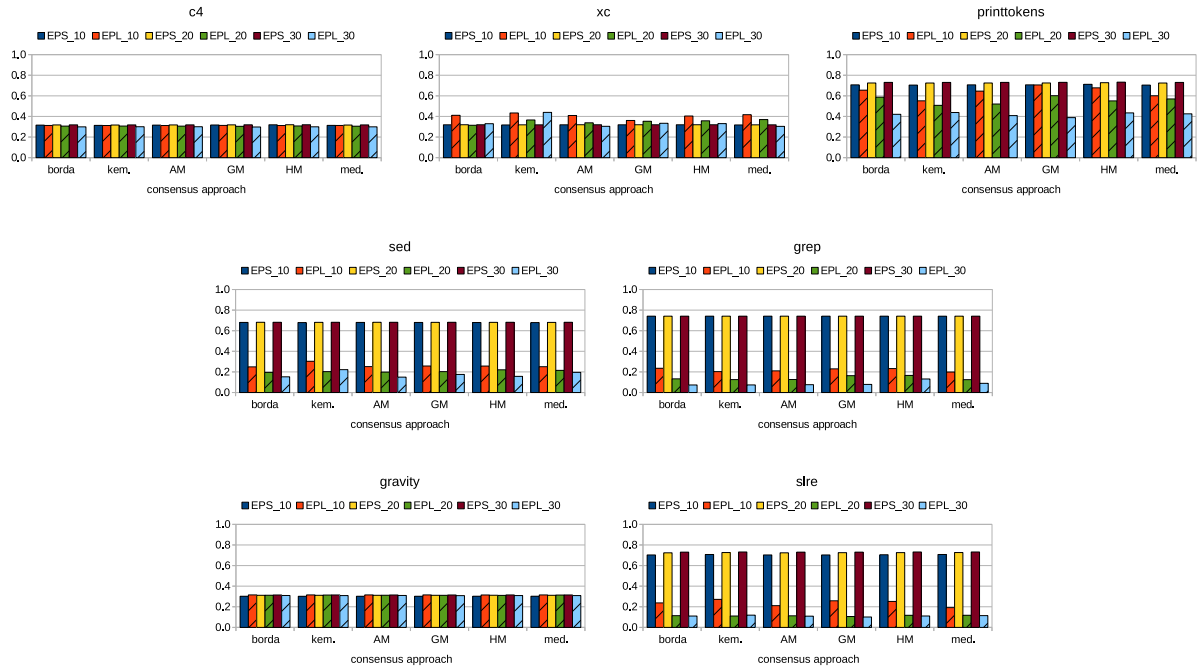 c4
EPS_10 EPL_10 EPS_20 EPL_20 EPS_30 EPL_30
1.0
0.8
0.6
0.4
0.2
0.0
borda kem. AM GM HM med.
consensus approach
xc
EPS_10 EPL_10 EPS_20 EPL_20 EPS_30 EPL_30
1.0
0.8
0.6
0.4
0.2
0.0
borda kem. AM GM HM med.
consensus approach
printtokens
EPS_10 EPL_10 EPS_20 EPL_20 EPS_30 EPL_30
1.0
0.8
0.6
0.4
0.2
0.0
borda kem. AM GM HM med.
consensus approach
sed
EPS_10 EPL_10 EPS_20 EPL_20 EPS_30 EPL_30
1.0
0.8
0.6
0.4
0.2
0.0
borda kem. AM GM HM med.
consensus approach
grep
EPS_10 EPL_10 EPS_20 EPL_20 EPS_30 EPL_30
1.0
0.8
0.6
0.4
0.2
0.0
borda kem. AM GM HM med.
consensus approach
gravity
EPS_10 EPL_10 EPS_20 EPL_20 EPS_30 EPL_30
1.0
0.8
0.6
0.4
0.2
0.0
borda kem. AM GM HM med.
consensus approach
slre
EPS_10 EPL_10 EPS_20 EPL_20 EPS_30 EPL_30
1.0
0.8
0.6
0.4
0.2
0.0
borda kem. AM GM HM med.
consensus approach